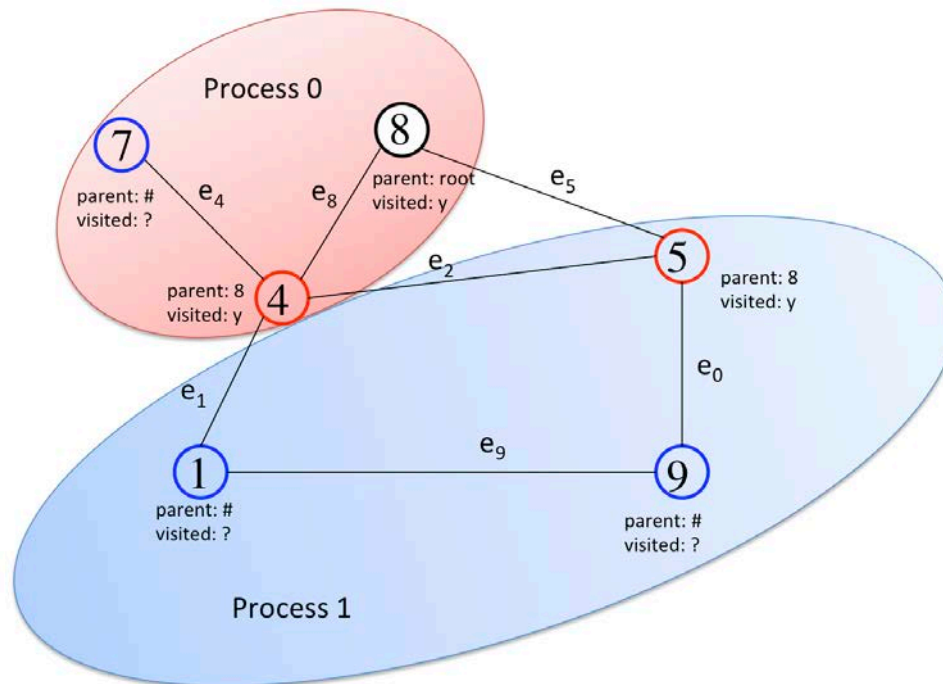 Process 0
7
8
parent: #
visited: ?
e4
e8
parent: root
visited: y
e5
parent: 8
visited: y
4
e2
5
parent: 8
visited: y
e1
e0
e9
1
9
parent: #
visited: ?
parent: #
visited: ?
Process 1